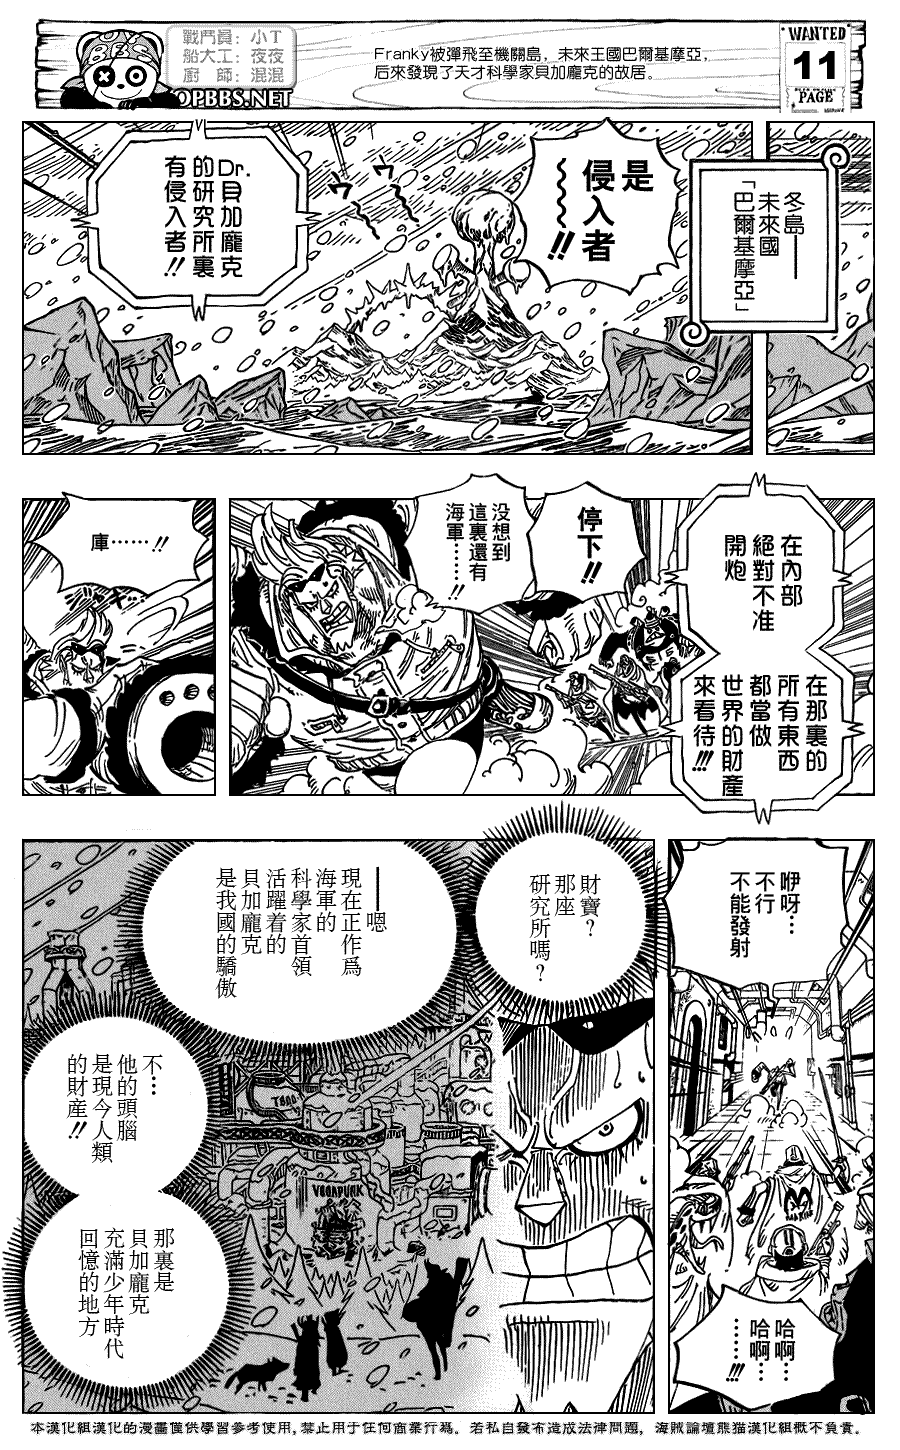 戰鬥員：小T
船大工：夜夜
廚　師：混混
OPBBS.NET
Franky被彈飛至機關島，未來王國巴爾基摩亞，
后來發現了天才科學家貝加龐克的故居。
WANTED
11
PAGE
冬島——
未來國
「巴爾基摩亞」
是
侵入者
～～!!
ウ〜
ウ〜
Dr.貝加龐克
的研究所裏
有侵入者!!
在內部
絕對不准
開炮
在那裏的
所有東西
都當做
世界的財產
來看待!!!
停下!!
没想到
這裏還有
海軍……!!
庫……!!
咿呀…
不行
不能發射
MARINE
哈啊…
哈啊…
……!!!
財寶？
那座
研究所嗎？
——嗯
現在正作爲
海軍的
科學家首領
活躍着的
貝加龐克
是我國的驕傲
不…
他的頭腦
是現今人類
的財產!!
VEGAPUNK
那裏是
貝加龐克
充滿少年時代
回憶的地方
本漢化組漢化的漫畫僅供學習參考使用，禁止用于任何商業行爲。若私自發布造成法律問題，海賊論壇熊猫漢化組概不負責。